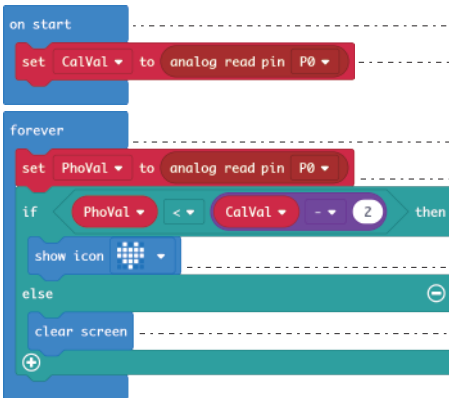 on start
set CalVal to analog read pin P0
forever
set PhoVal to analog read pin P0
if PhoVal < CalVal - 2 then
show icon
else
clear screen